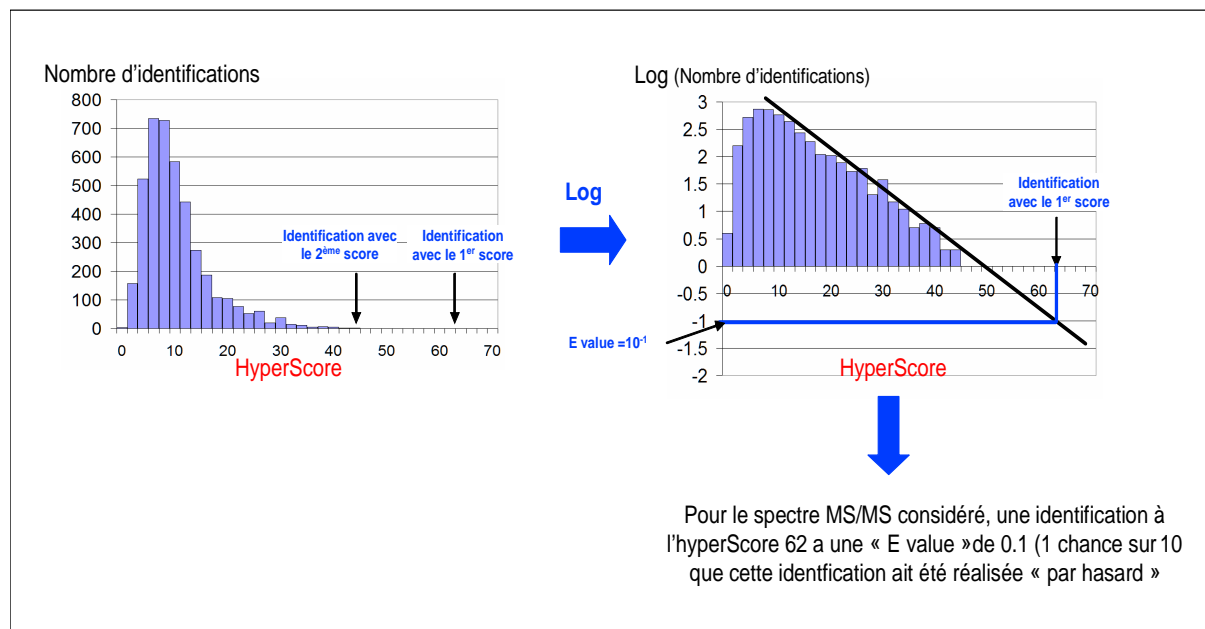 Nombre d’identifications
800
700
600
500
400
300
200
100
0
Identification avec
le 2ème score
Identification
avec le 1er score
0 10 20 30 40 50 60 70
HyperScore
Log
Log (Nombre d’identifications)
3
2.5
2
1.5
1
0.5
0
-0.5
-1
-1.5
-2
Identification
avec le 1er score
0 10 20 30 40 50 60 70
E value =10-1
HyperScore
Pour le spectre MS/MS considéré, une identification à
l’hyperScore 62 a une « E value »de 0.1 (1 chance sur 10
que cette identfication ait été réalisée « par hasard »